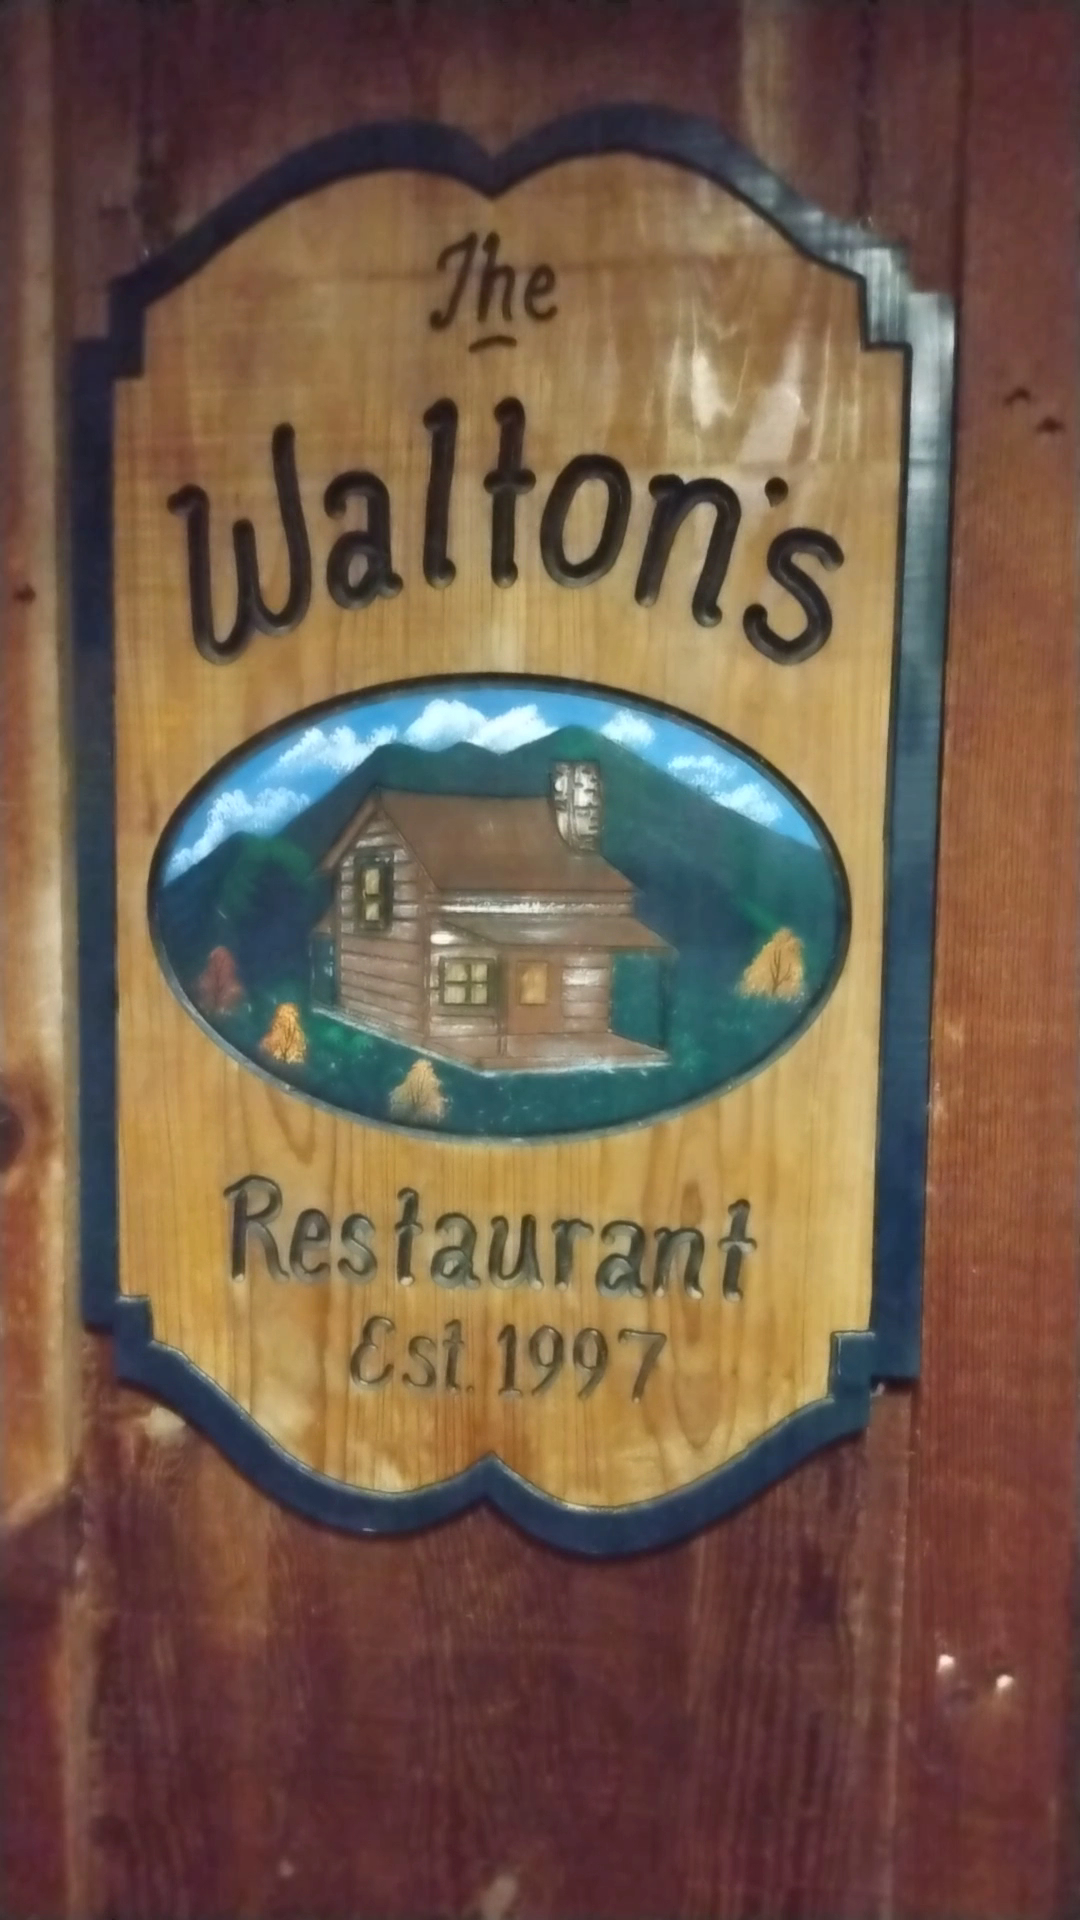 The
Walton's
Restaurant
Est. 1997